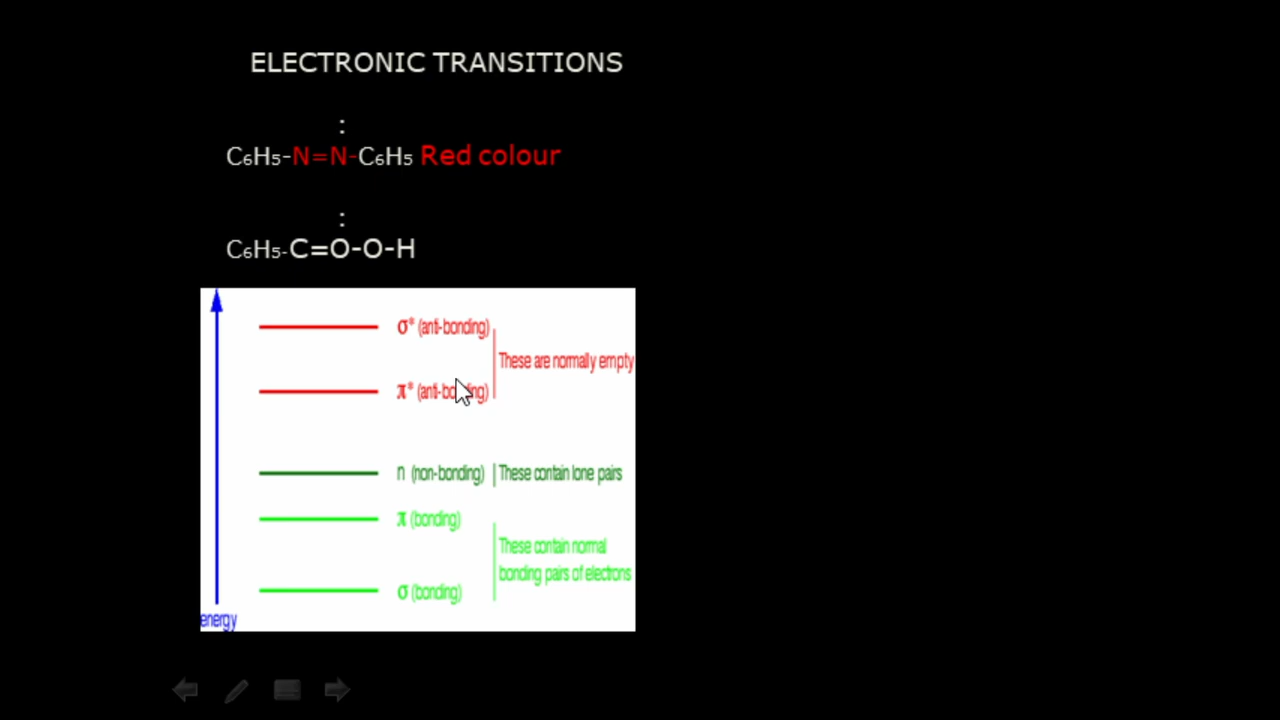 ELECTRONIC TRANSITIONS
:
C₆H₅-N=N-C₆H₅ Red colour
:
C₆H₅-C=O-O-H
σ* (anti-bonding)
These are normally empty
π* (anti-bonding)
n (non-bonding) These contain lone pairs
π (bonding)
These contain normal
bonding pairs of electrons
σ (bonding)
energy